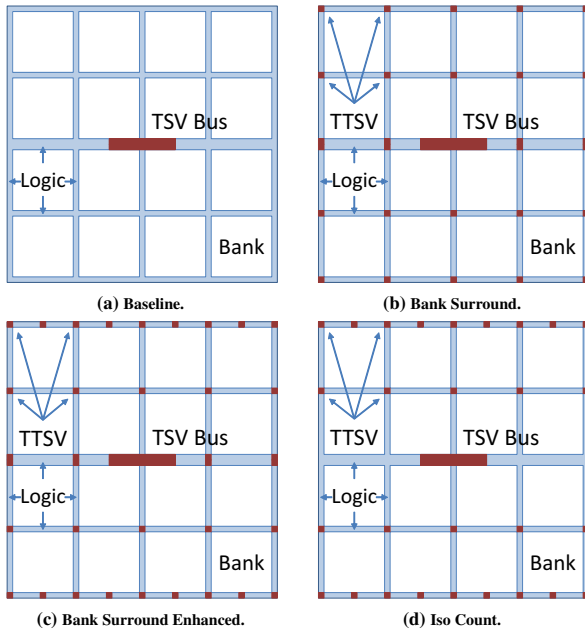 TSV Bus
Logic
Bank
(a) Baseline.
TTSV
TSV Bus
Logic
Bank
(b) Bank Surround.
TTSV
TSV Bus
Logic
Bank
(c) Bank Surround Enhanced.
TTSV
TSV Bus
Logic
Bank
(d) Iso Count.